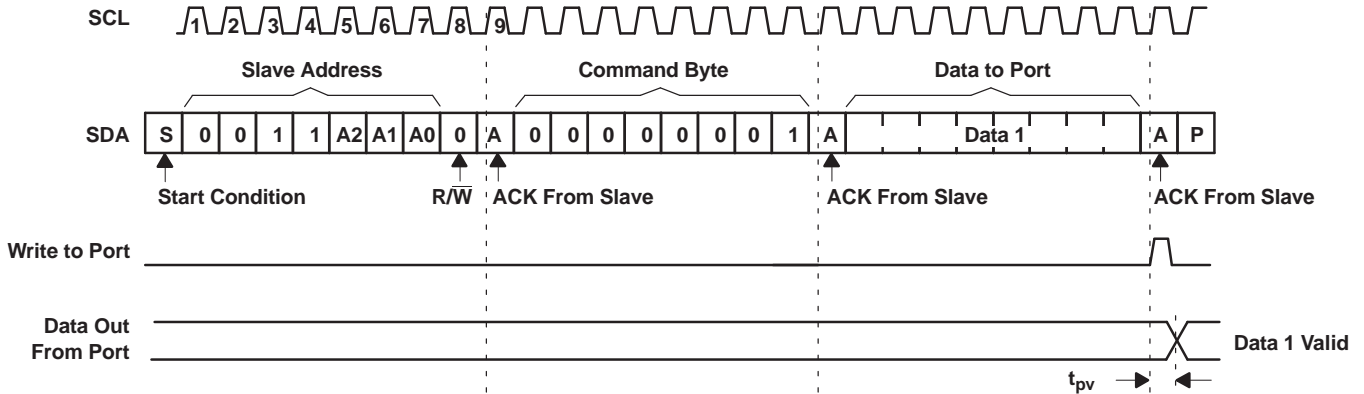 SCL 1 2 3 4 5 6 7 8 9
Slave Address Command Byte Data to Port
SDA S 0 0 1 1 A2 A1 A0 0 A 0 0 0 0 0 0 0 1 A Data 1 A P
Start Condition R/W̅ ACK From Slave ACK From Slave ACK From Slave
Write to Port
Data Out
From Port
Data 1 Valid
tpv